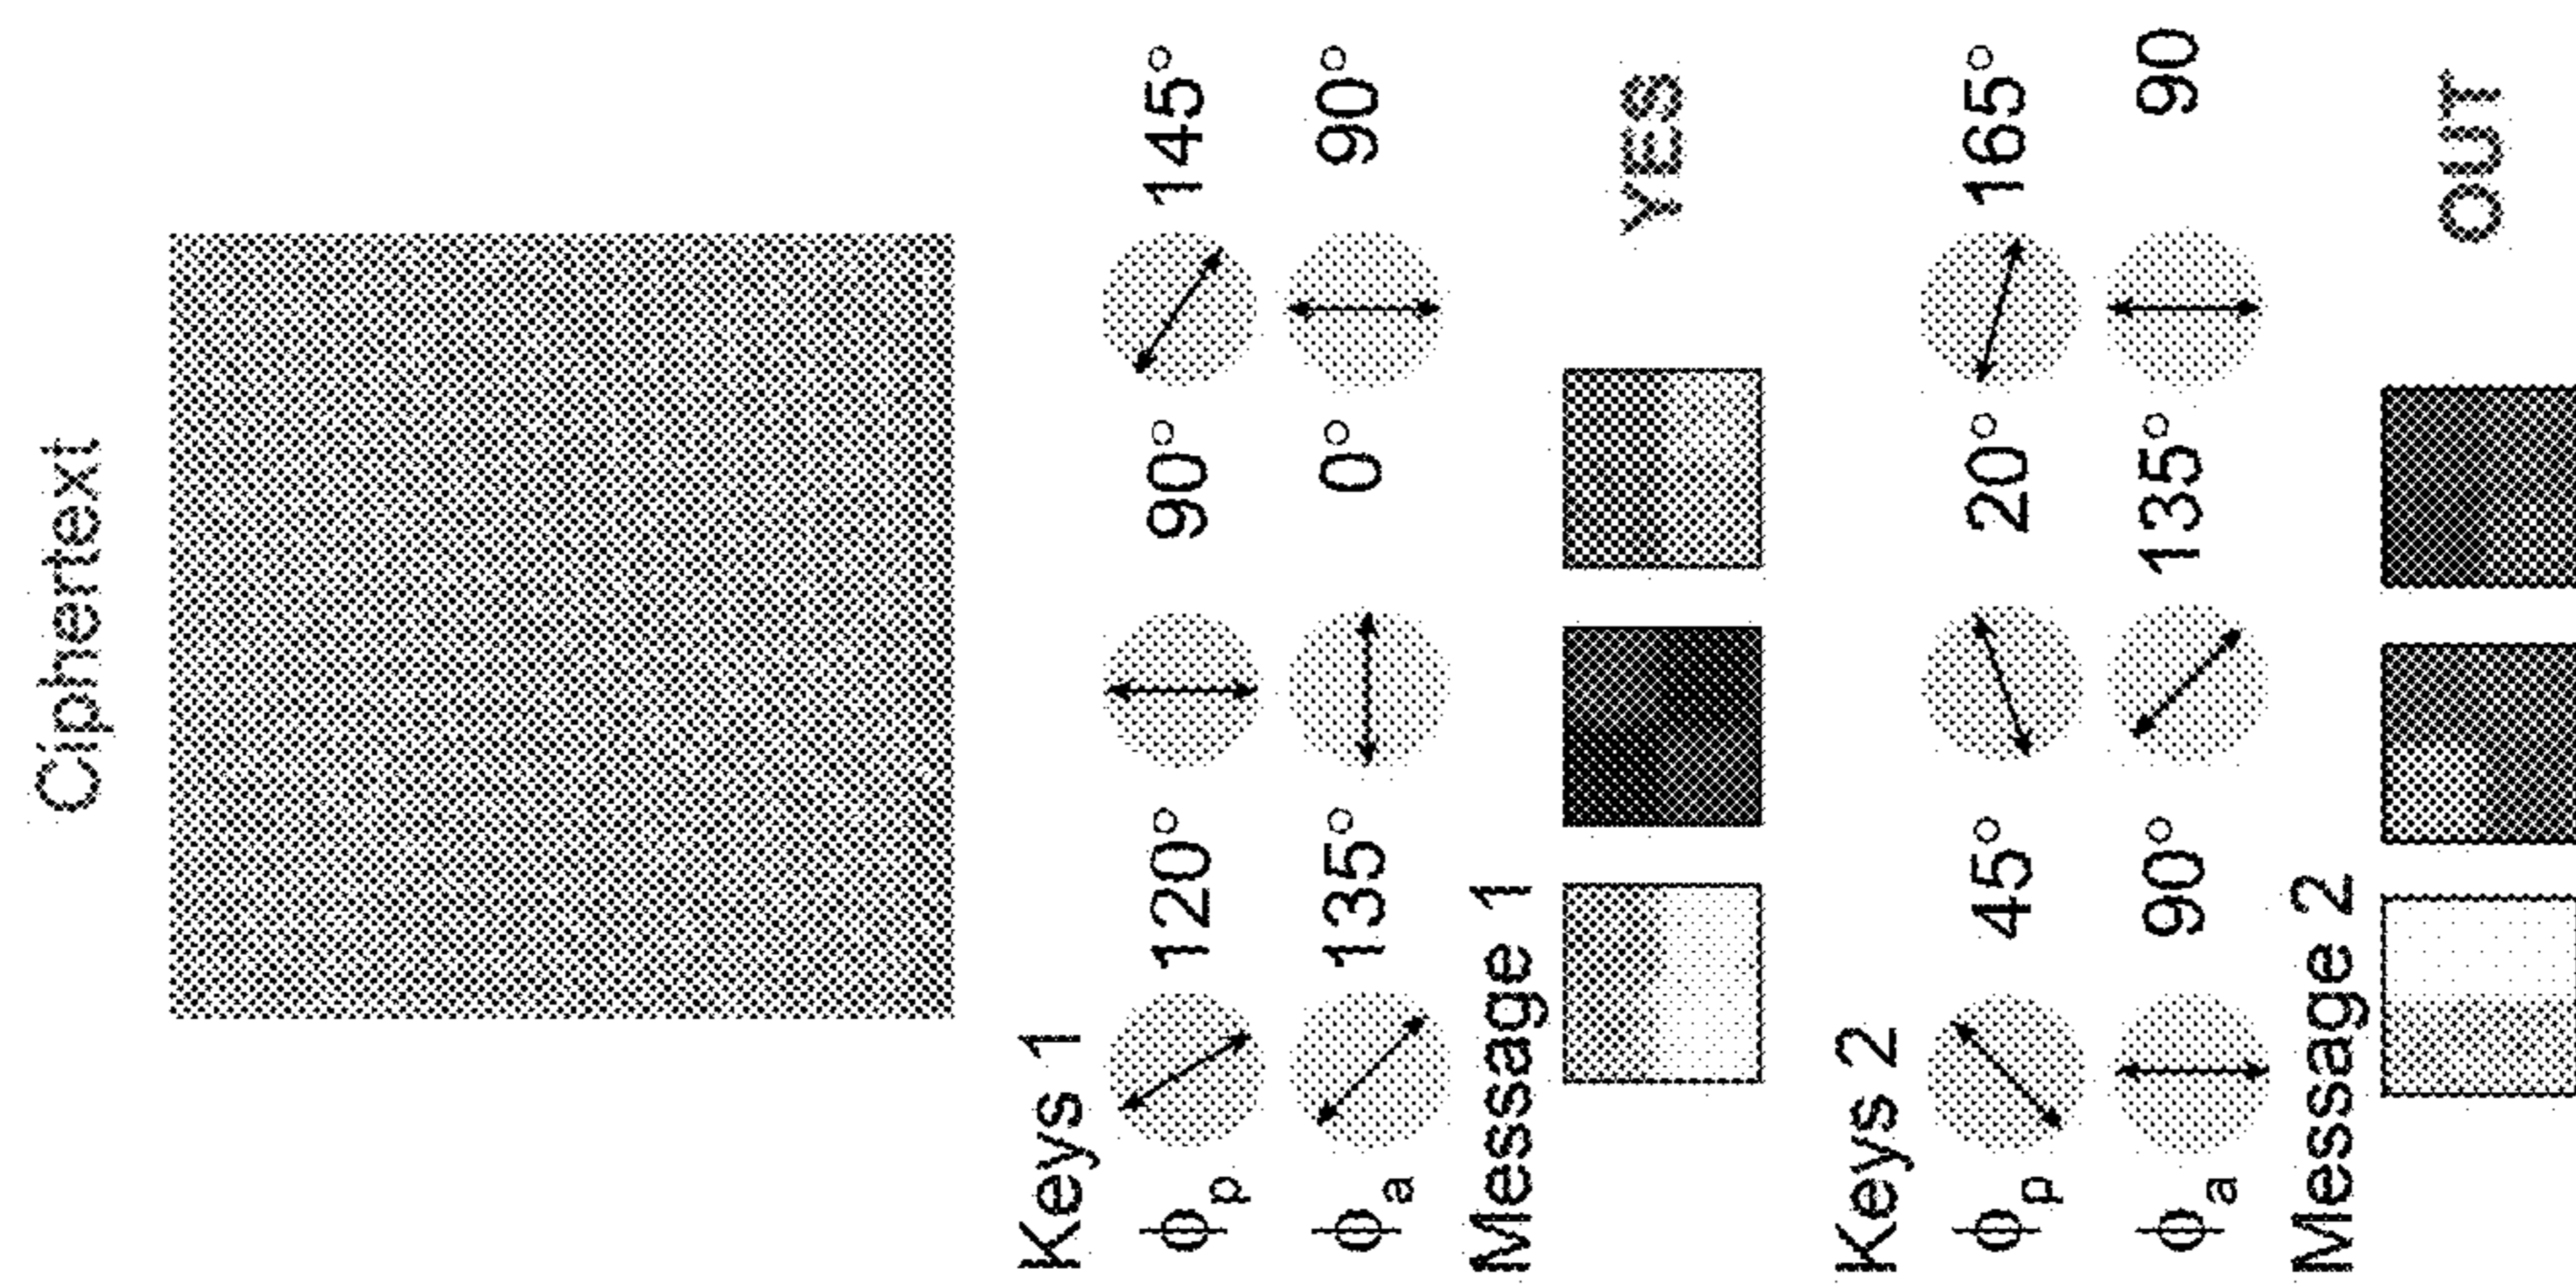 Ciphertext
Keys 1
ϕp 120° 90° 145°
ϕa 135° 0° 90°
Message 1
YES
Keys 2
ϕp 45° 20° 165°
ϕa 90° 135° 90
Message 2
OUT